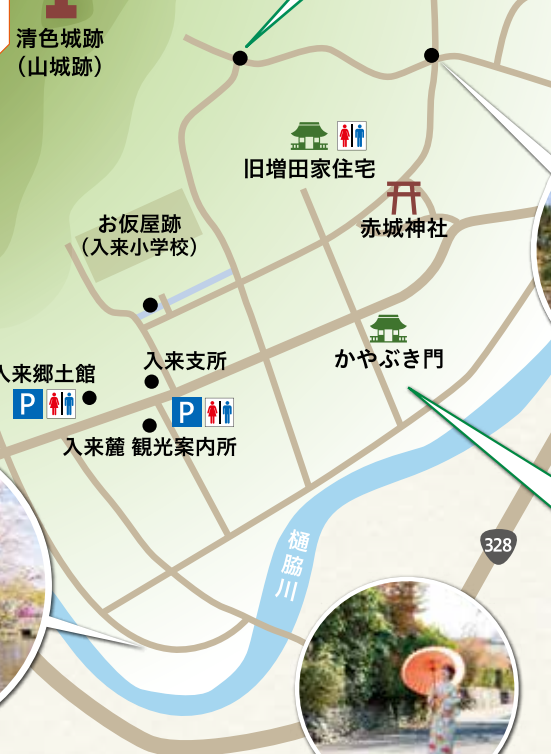 清色城跡
（山城跡）
旧増田家住宅
赤城神社
お仮屋跡
（入来小学校）
かやぶき門
入来支所
入来郷土館
P
P
入来麓 観光案内所
328
樋脇川